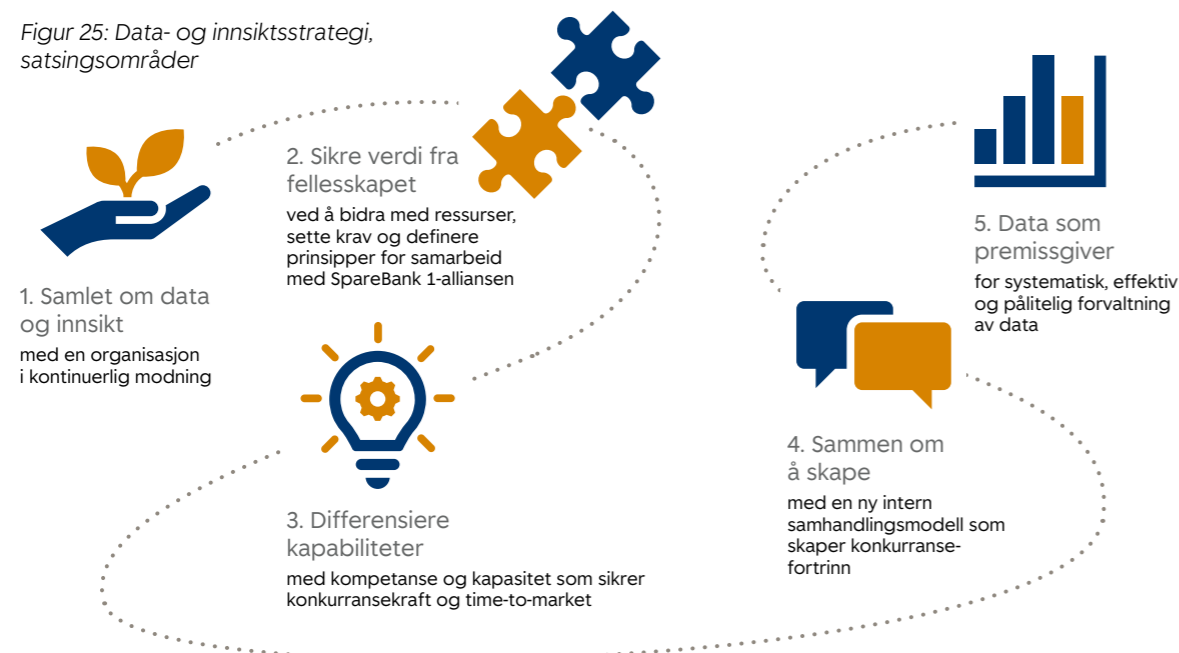 Figur 25: Data- og innsiktsstrategi,
satsingsområder
1. Samlet om data
og innsikt
med en organisasjon
i kontinuerlig modning
2. Sikre verdi fra
fellesskapet
ved å bidra med ressurser,
sette krav og definere
prinsipper for samarbeid
med SpareBank 1-alliansen
3. Differensiere
kapabiliteter
med kompetanse og kapasitet som sikrer
konkurransekraft og time-to-market
4. Sammen om
å skape
med en ny intern
samhandlingsmodell som
skaper konkurranse-
fortrinn
5. Data som
premissgiver
for systematisk, effektiv
og pålitelig forvaltning
av data